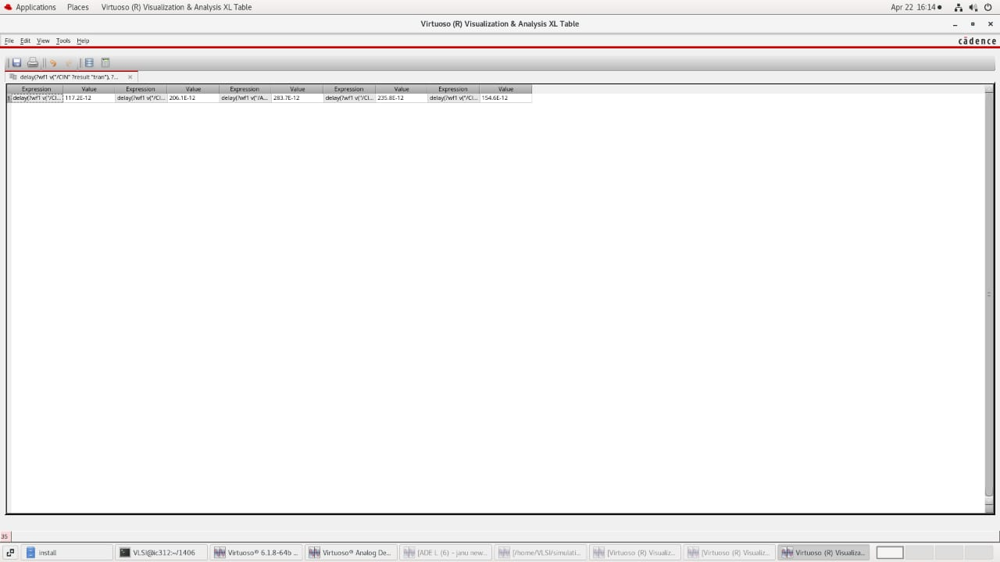 Applications Places Virtuoso (R) Visualization & Analysis XL Table Apr 22 16:14
Virtuoso (R) Visualization & Analysis XL Table
File Edit View Tools Help cādence
delay(?wf1 v("/CIN" ?result "tran"), ?...
Expression Value Expression Value Expression Value Expression Value Expression Value
1 delay(?wf1 v("/CI... 117.2E-12 delay(?wf1 v("/CI... 206.1E-12 delay(?wf1 v("/A... 283.7E-12 delay(?wf1 v("/CI... 235.8E-12 delay(?wf1 v("/CI... 154.6E-12
35
install VLSI@ic312:~/1406 Virtuoso® 6.1.8-64b ... Virtuoso® Analog De... [ADE L (6) - janu new... [/home/VLSI/simulati... [Virtuoso (R) Visualiz... [Virtuoso (R) Visualiz... Virtuoso (R) Visualiza...